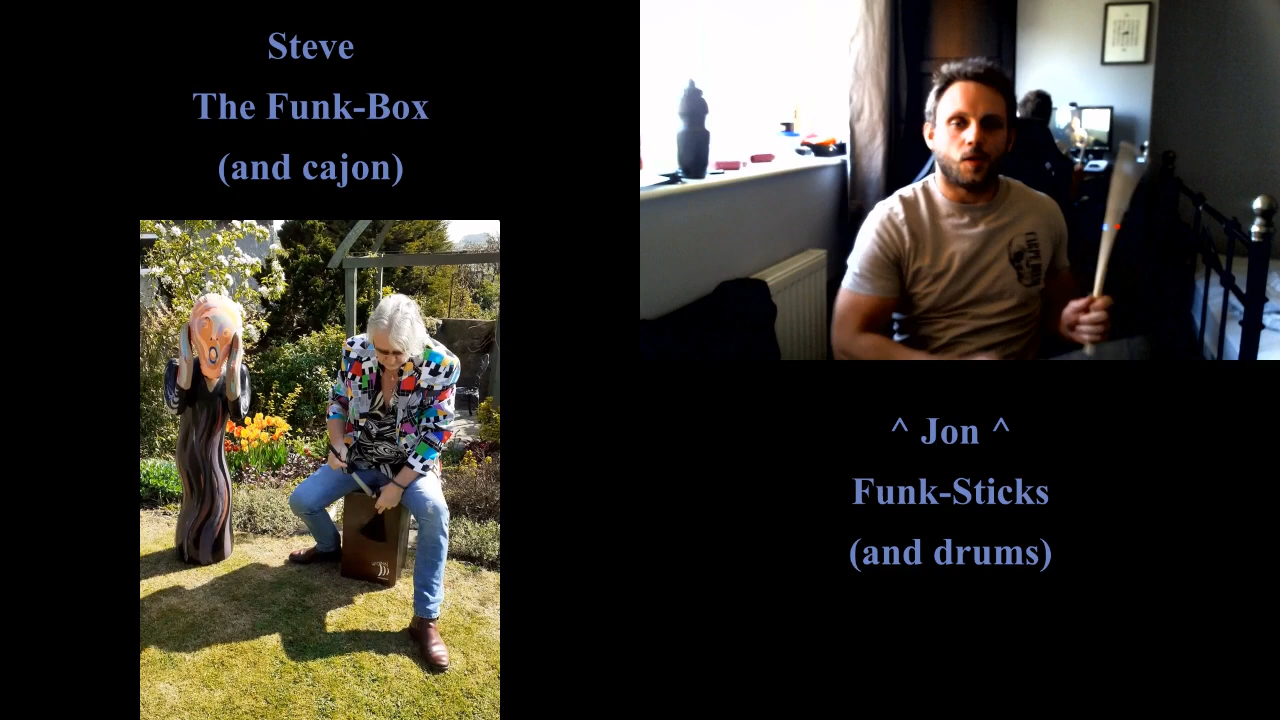 Steve
The Funk-Box
(and cajon)
^ Jon ^
Funk-Sticks
(and drums)